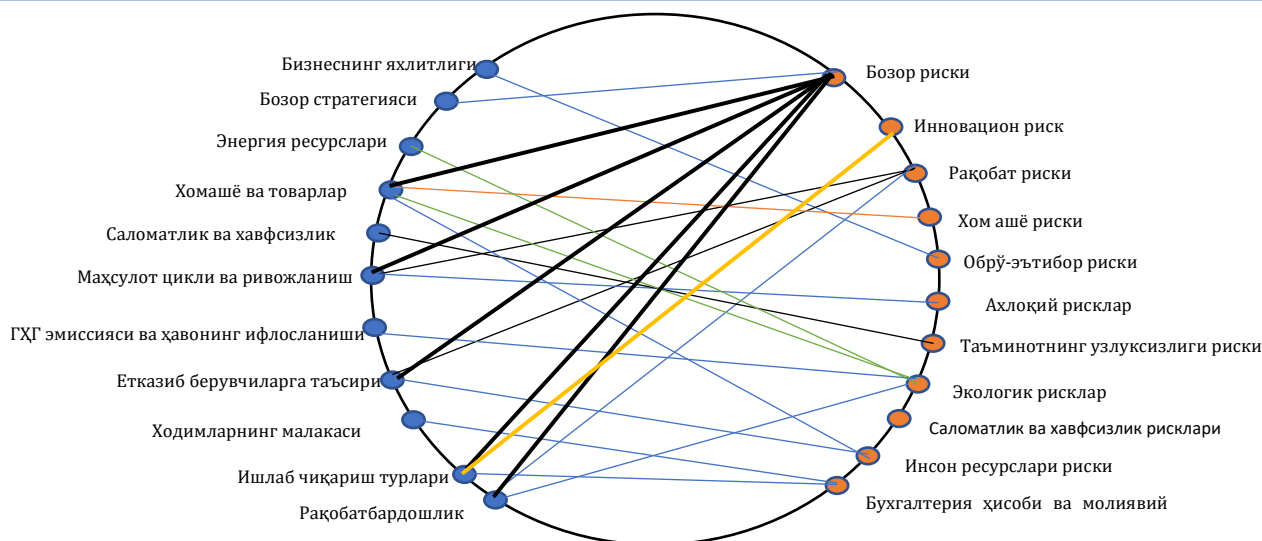 Бизнеснинг яхлитлиги
Бозор стратегияси
Энергия ресурслари
Хомашё ва товарлар
Саломатлик ва хавфсизлик
Маҳсулот цикли ва ривожланиш
ГҲГ эмиссияси ва ҳавонинг ифлосланиши
Етказиб берувчиларга таъсири
Ходимларнинг малакаси
Ишлаб чиқариш турлари
Рақобатбардошлик
Бозор риски
Инновацион риск
Рақобат риски
Хом ашё риски
Обрў-эътибор риски
Ахлоқий рисклар
Таъминотнинг узлуксизлиги риски
Экологик рисклар
Саломатлик ва хавфсизлик рисклари
Инсон ресурслари риски
Бухгалтерия ҳисоби ва молиявий